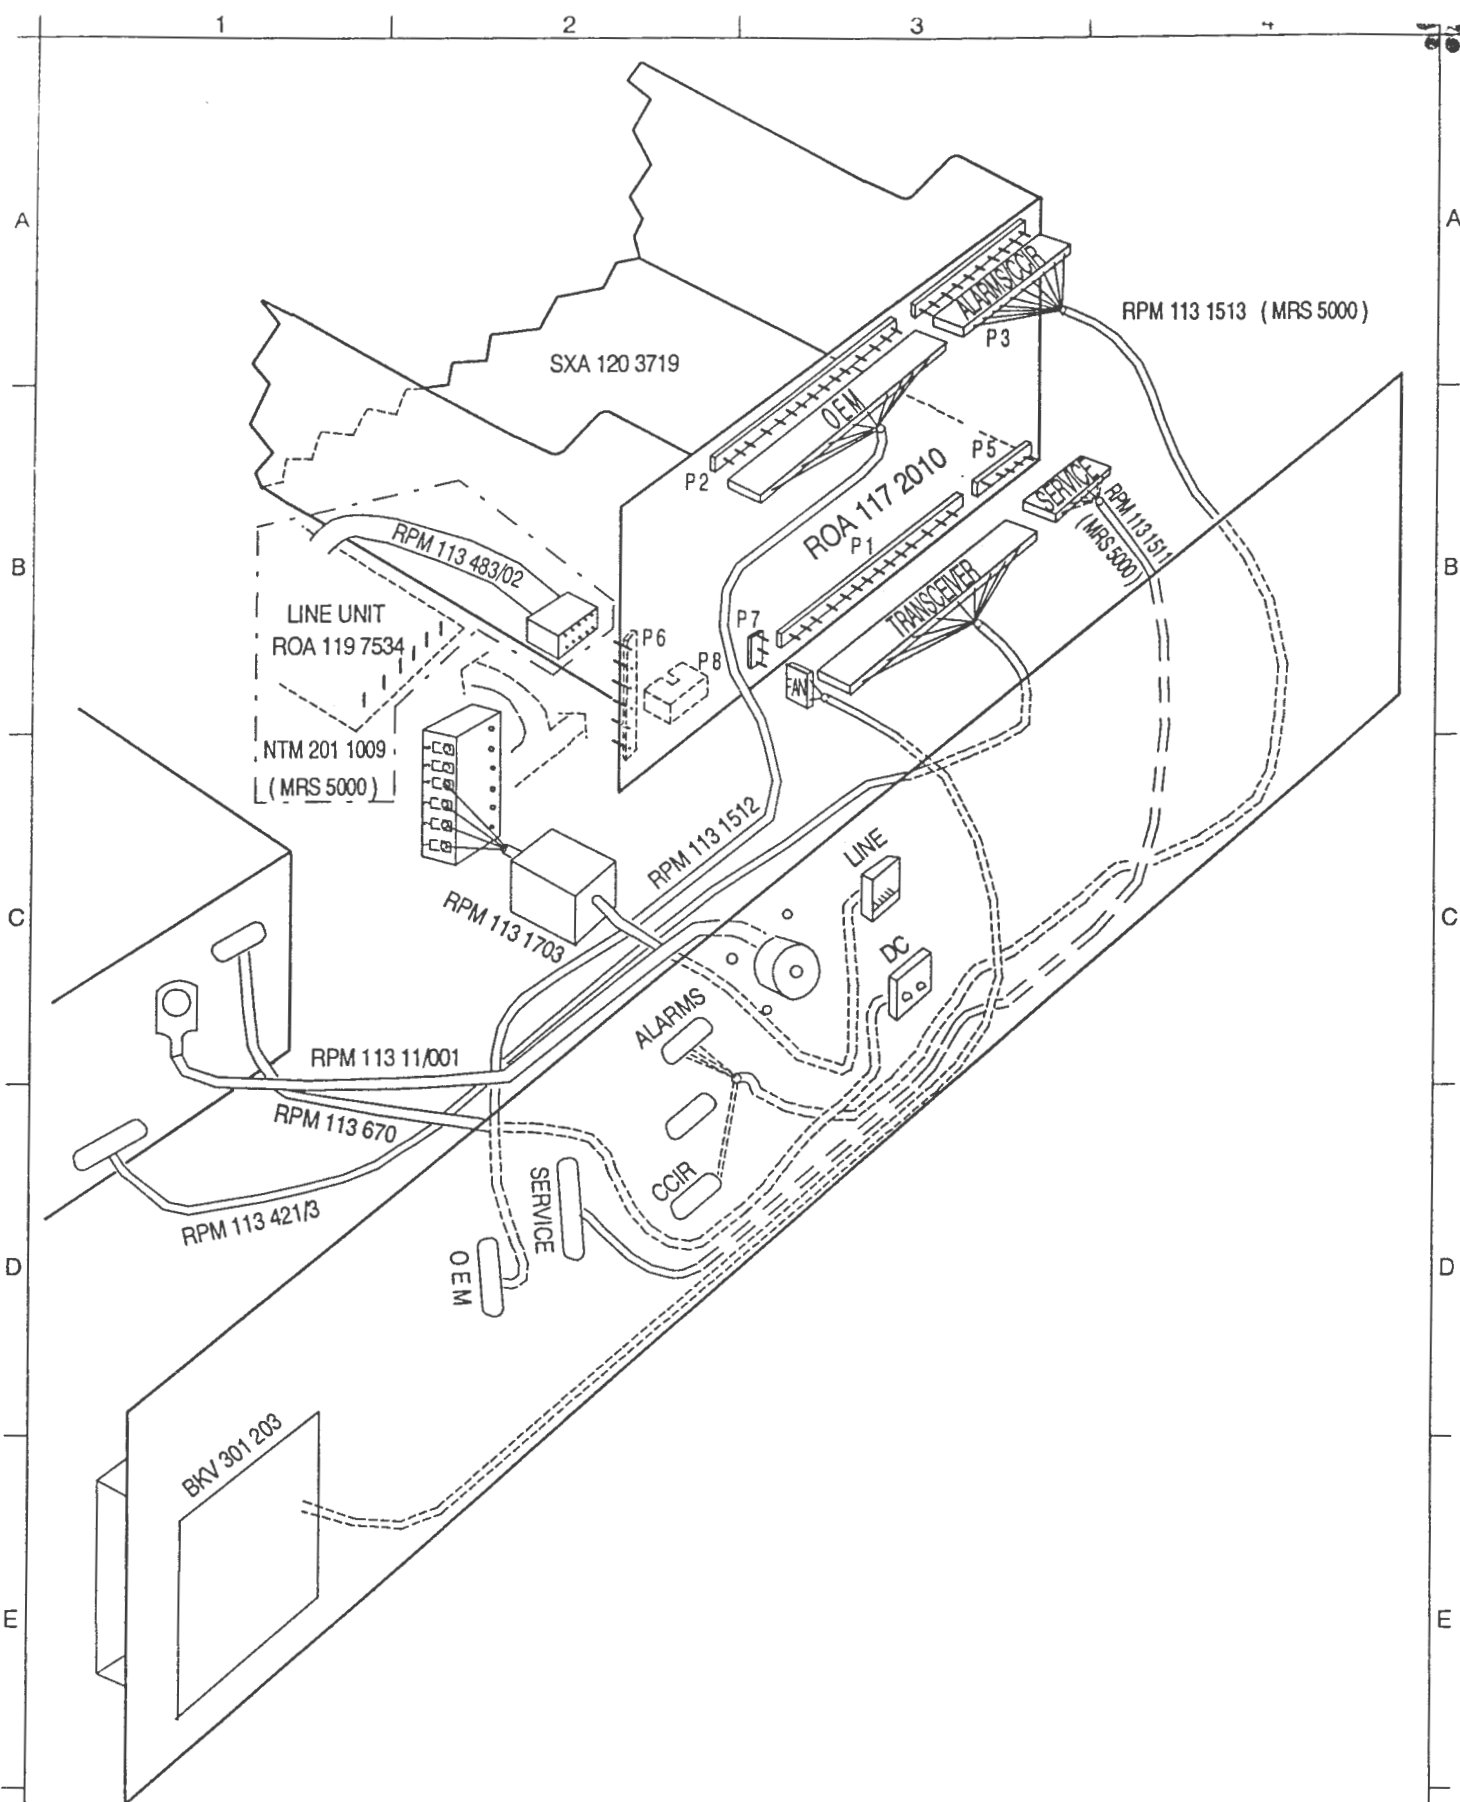 1 2 3 4
A A
ALARMS/CCIR
RPM 113 1513 ( MRS 5000 )
P3
SXA 120 3719
OEM
P5
P2
SERVICE
ROA 117 2010
RPM 113 1511
( MRS 5000 )
P1
B B
RPM 113 483/02
TRANSCEIVER
LINE UNIT
ROA 119 7534
P7
P6
P8
FAN
NTM 201 1009
( MRS 5000 )
RPM 113 1512
LINE
C C
RPM 113 1703
DC
ALARMS
RPM 113 11/001
RPM 113 670
CCIR
SERVICE
RPM 113 421/3
OEM
D D
BKV 301 203
E E